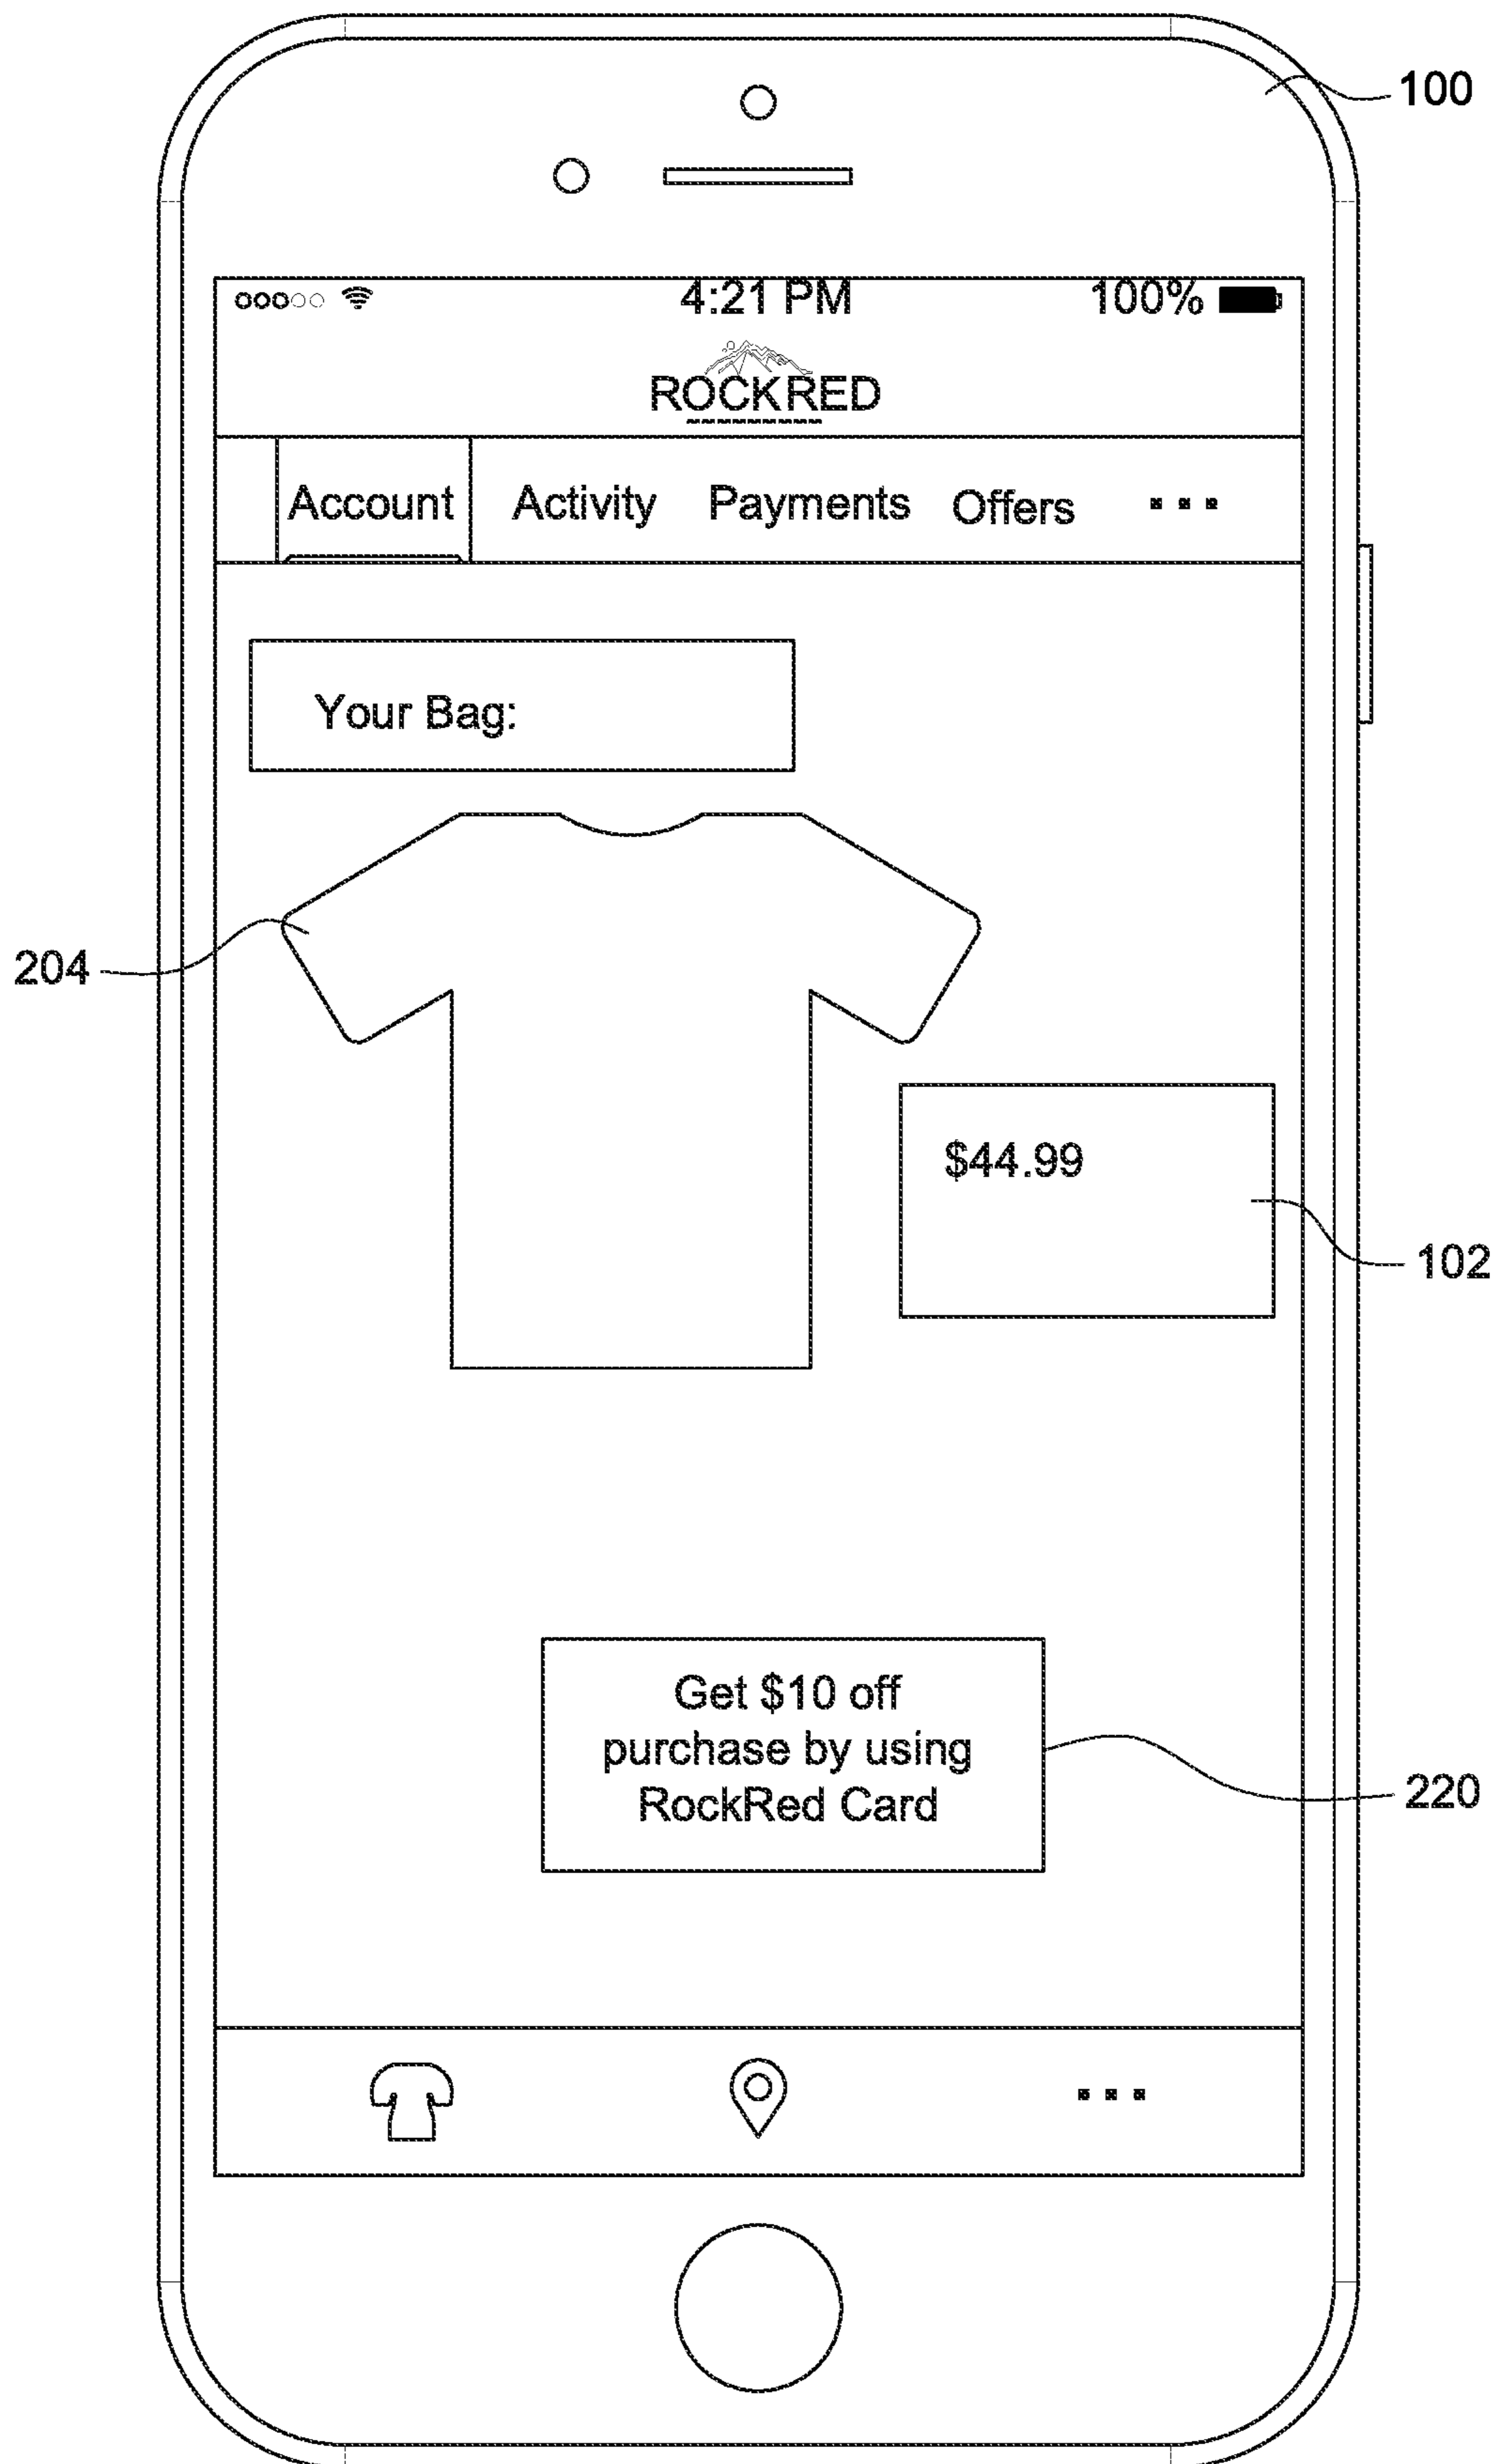 100
4:21 PM 100%
ROCKRED
Account Activity Payments Offers ...
Your Bag:
204
$44.99
102
Get $10 off
purchase by using
RockRed Card
220
...